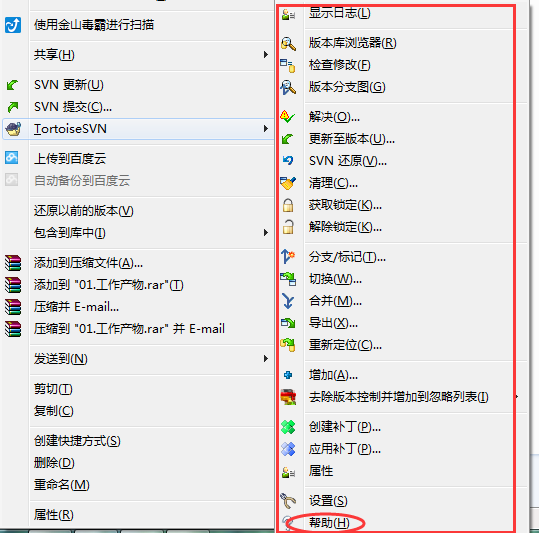 使用金山毒霸进行扫描
共享(H)
SVN 更新(U)
SVN 提交(C)...
TortoiseSVN
上传到百度云
自动备份到百度云
还原以前的版本(V)
包含到库中(I)
添加到压缩文件(A)...
添加到 "01.工作产物.rar"(T)
压缩并 E-mail...
压缩到 "01.工作产物.rar" 并 E-mail
发送到(N)
剪切(T)
复制(C)
创建快捷方式(S)
删除(D)
重命名(M)
属性(R)
显示日志(L)
版本库浏览器(R)
检查修改(F)
版本分支图(G)
解决(O)...
更新至版本(U)...
SVN 还原(V)...
清理(C)...
获取锁定(K)...
解除锁定(K)...
分支/标记(T)...
切换(W)...
合并(M)...
导出(X)...
重新定位(C)...
增加(A)...
去除版本控制并增加到忽略列表(I)
创建补丁(P)...
应用补丁(P)...
属性
设置(S)
帮助(H)